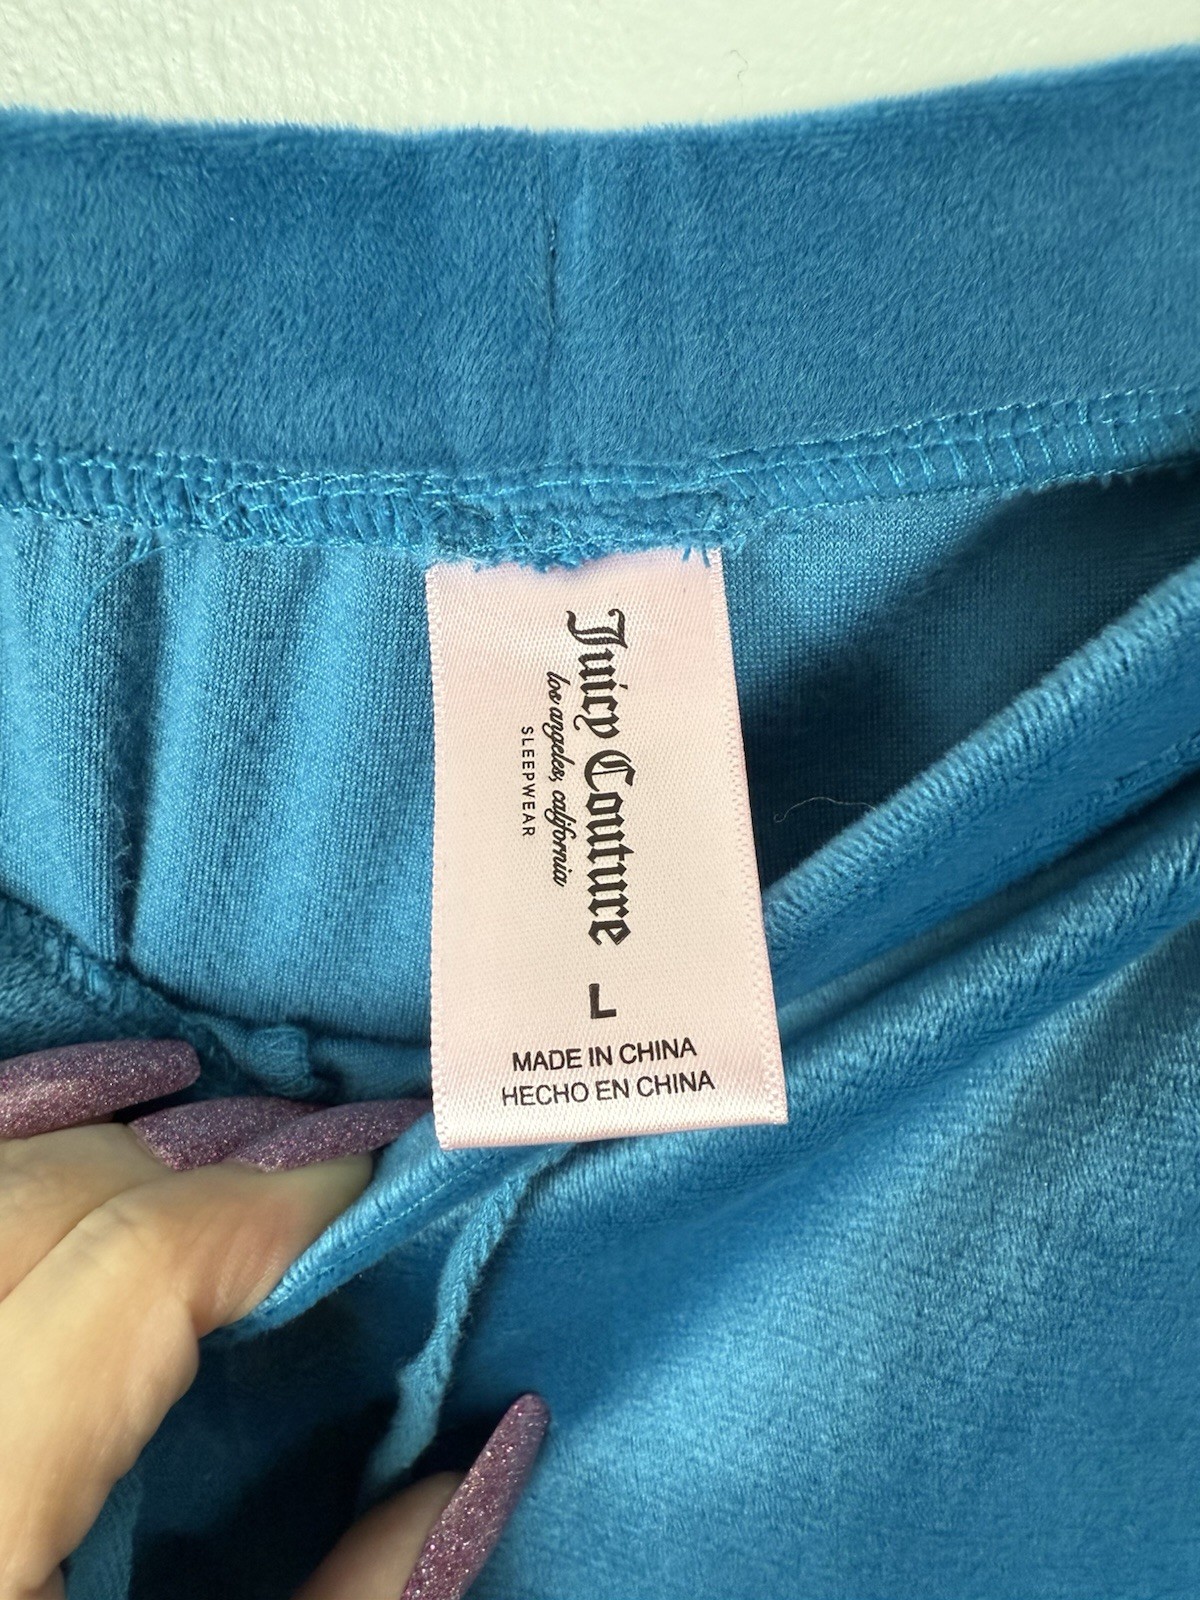 Juicy Couture
los angeles, california
SLEEPWEAR
L
MADE IN CHINA
HECHO EN CHINA